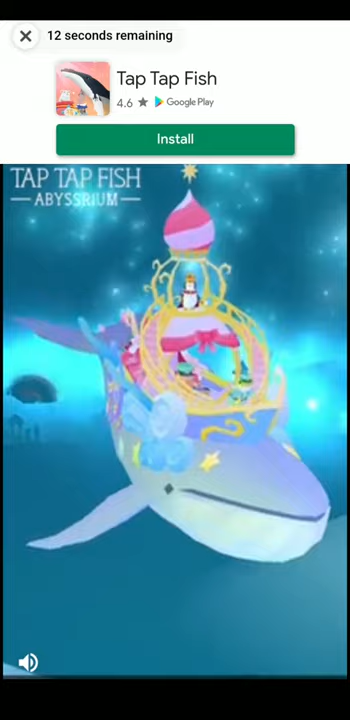 12 seconds remaining
Tap Tap Fish
4.6 ★ Google Play
Install
TAP TAP FISH
— ABYSSRIUM —